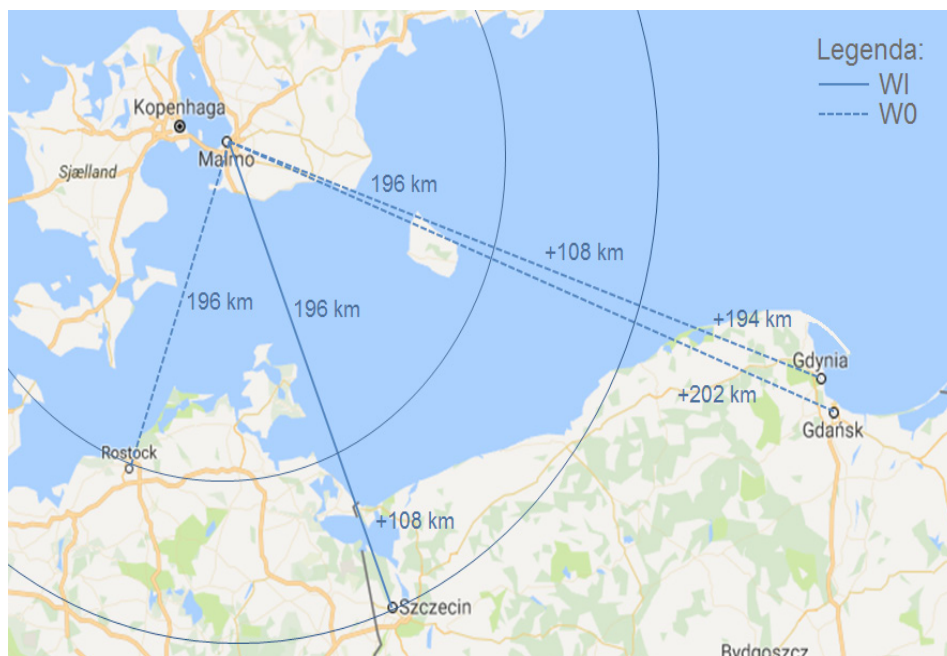 Legenda:
WI
W0
Kopenhaga
Malmo
Sjælland
196 km
+108 km
196 km
196 km
+194 km
Gdynia
+202 km
Gdańsk
Rostock
+108 km
Szczecin
Bydgoszcz